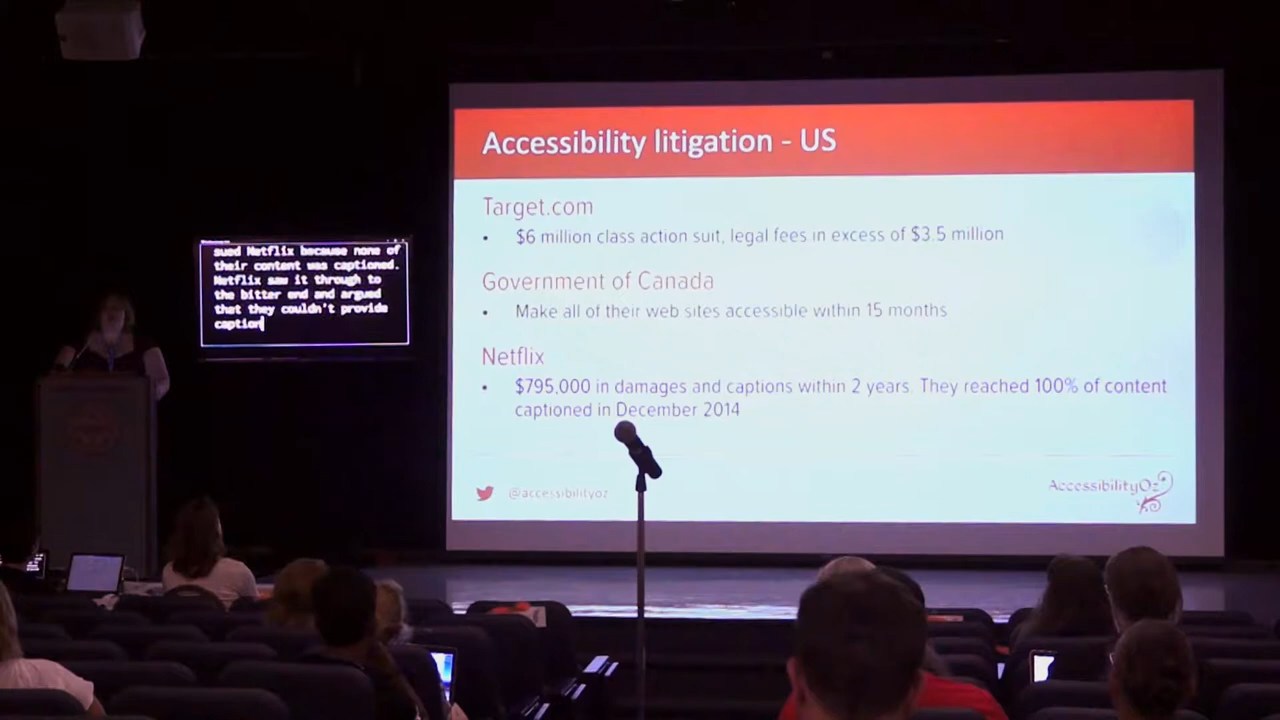 Accessibility litigation - US
Target.com
• $6 million class action suit, legal fees in excess of $3.5 million
Government of Canada
• Make all of their web sites accessible within 15 months
Netflix
• $795,000 in damages and captions within 2 years. They reached 100% of content
captioned in December 2014
@accessibilityoz
AccessibilityOz
sued Netflix because none of
their content was captioned.
Netflix saw it through to
the bitter end and argued
that they couldn't provide
caption